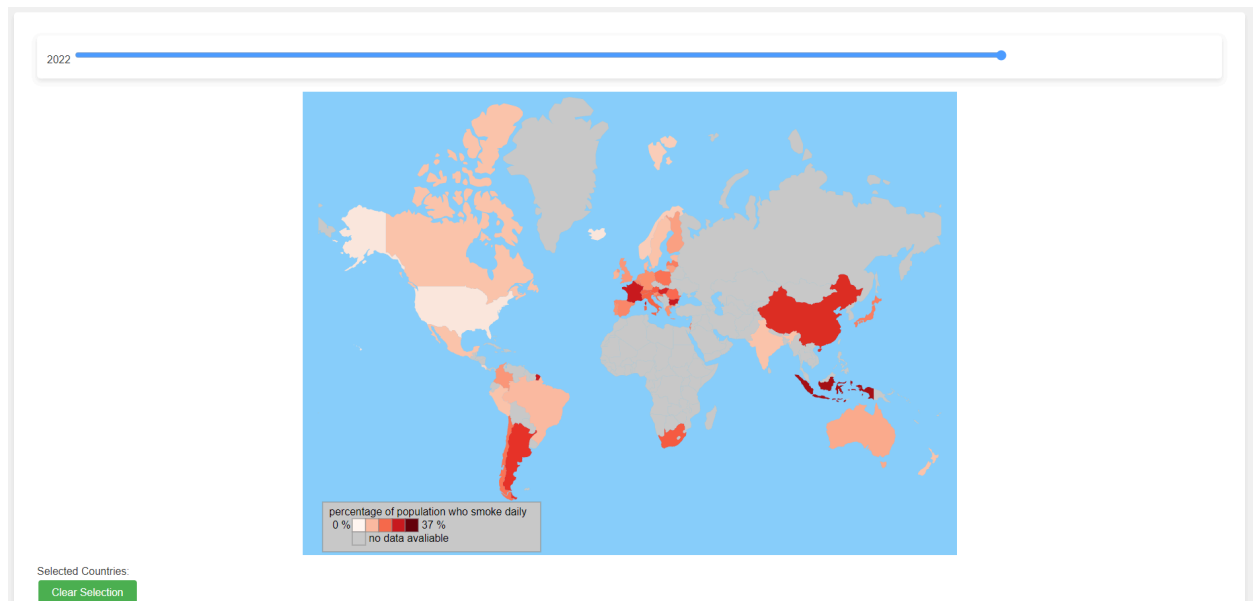 2022
percentage of population who smoke daily
0 % 37 %
no data avaliable
Selected Countries:
Clear Selection